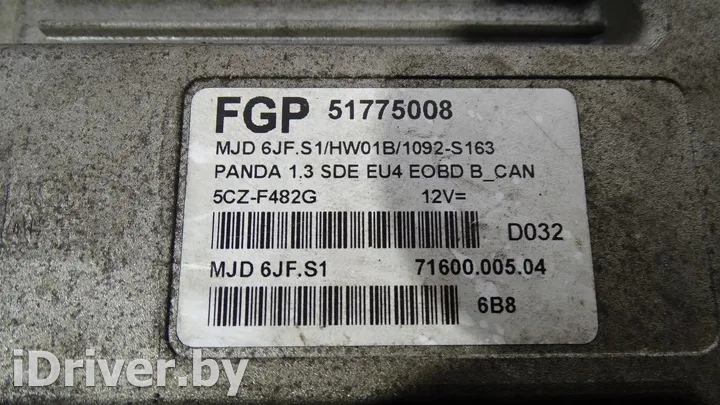 FGP 51775008
MJD 6JF.S1/HW01B/1092-S163
PANDA 1.3 SDE EU4 EOBD B_CAN
5CZ-F482G 12V=
D032
MJD 6JF.S1 71600.005.04
6B8
iDriver.by